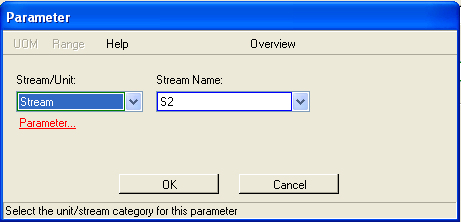 Parameter
UOM Range Help Overview
Stream/Unit: Stream Name:
Stream S2
Parameter...
OK Cancel
Select the unit/stream category for this parameter